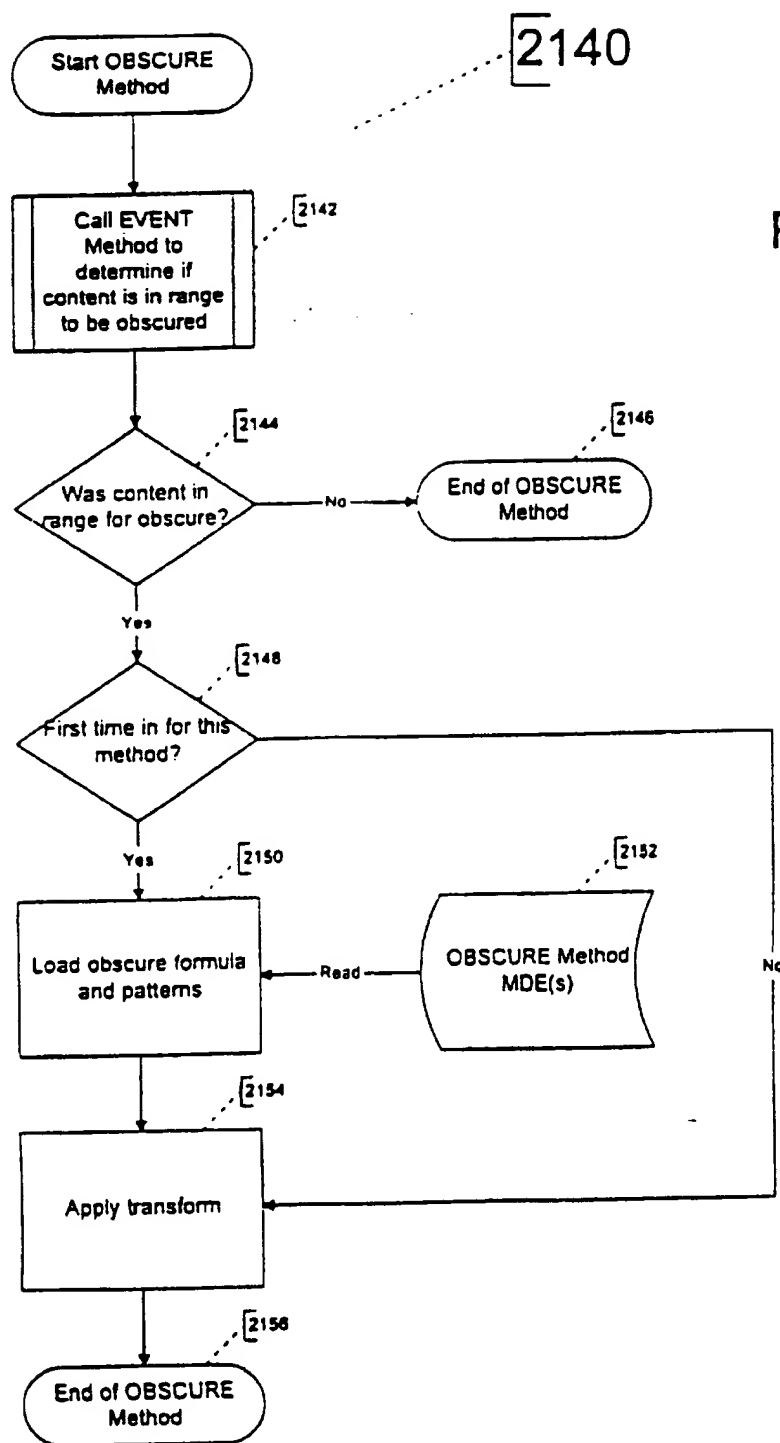 2140
Start OBSCURE
Method
2142
Call EVENT
Method to
determine if
content is in range
to be obscured
F
2144
Was content in
range for obscure?
No
2146
End of OBSCURE
Method
Yes
2148
First time in for this
method?
No
Yes
2150
Load obscure formula
and patterns
Read
2152
OBSCURE Method
MDE(s)
2154
Apply transform
2156
End of OBSCURE
Method